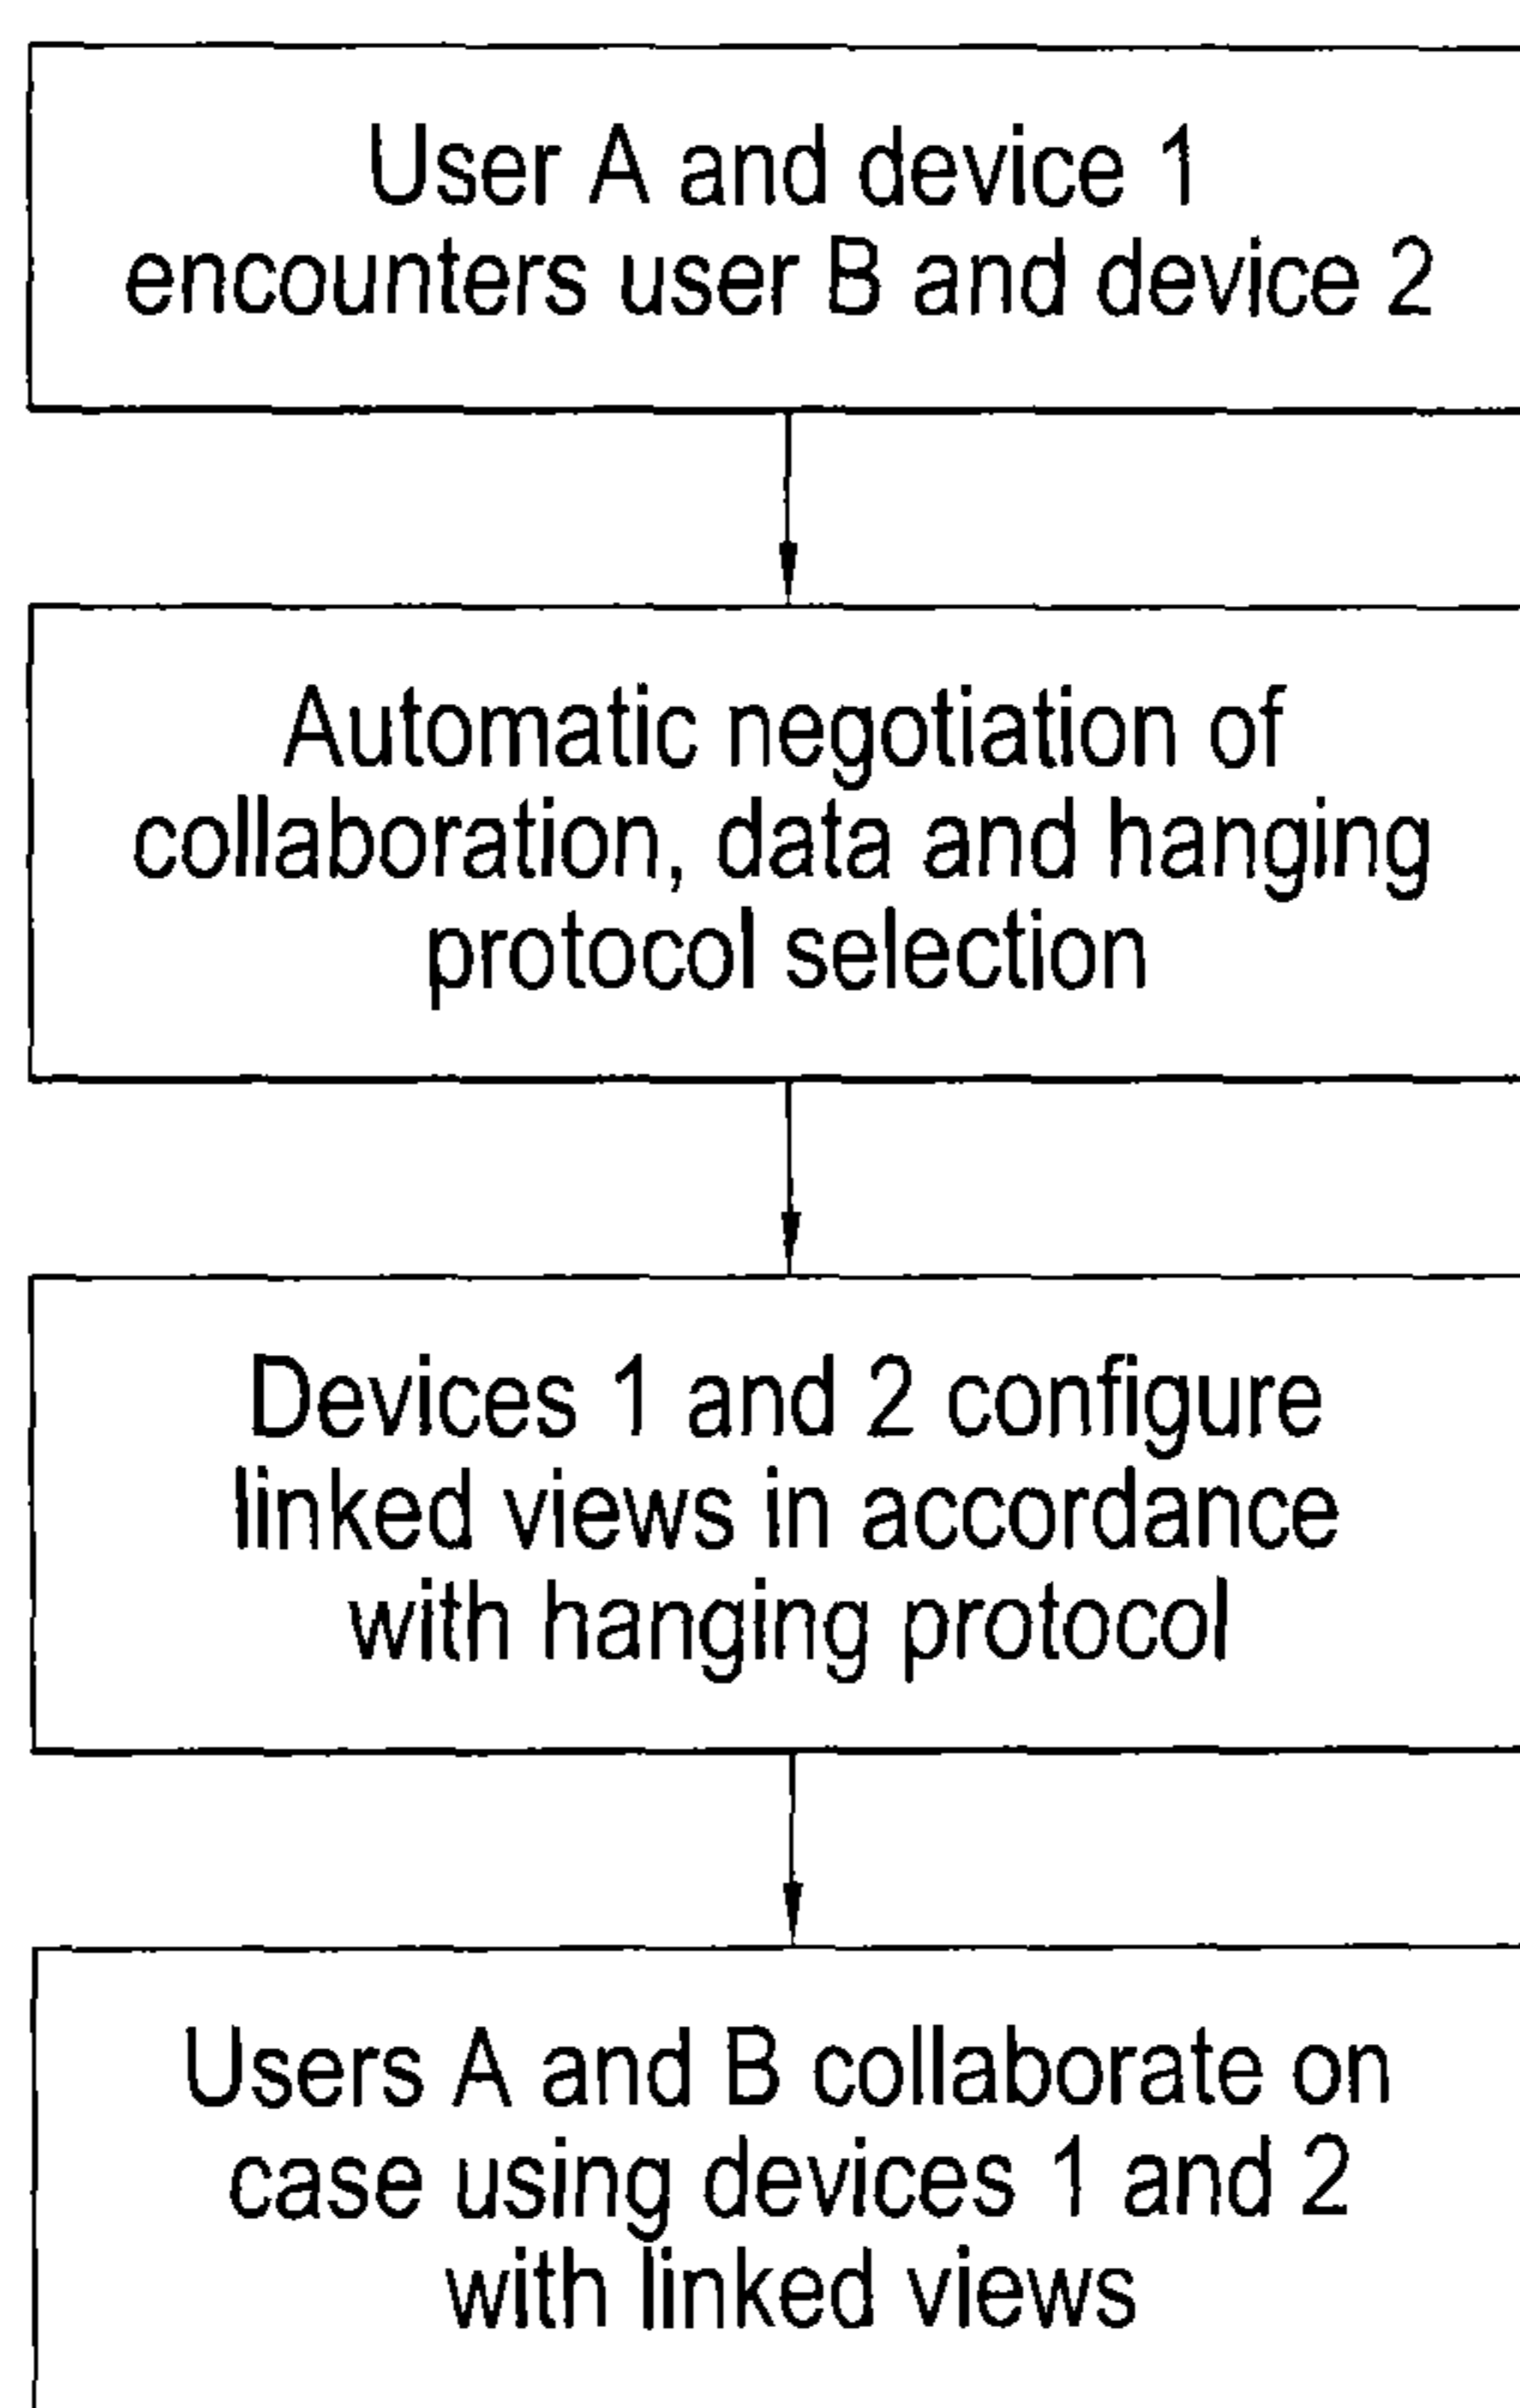 User A and device 1
encounters user B and device 2
Automatic negotiation of
collaboration, data and hanging
protocol selection
Devices 1 and 2 configure
linked views in accordance
with hanging protocol
Users A and B collaborate on
case using devices 1 and 2
with linked views